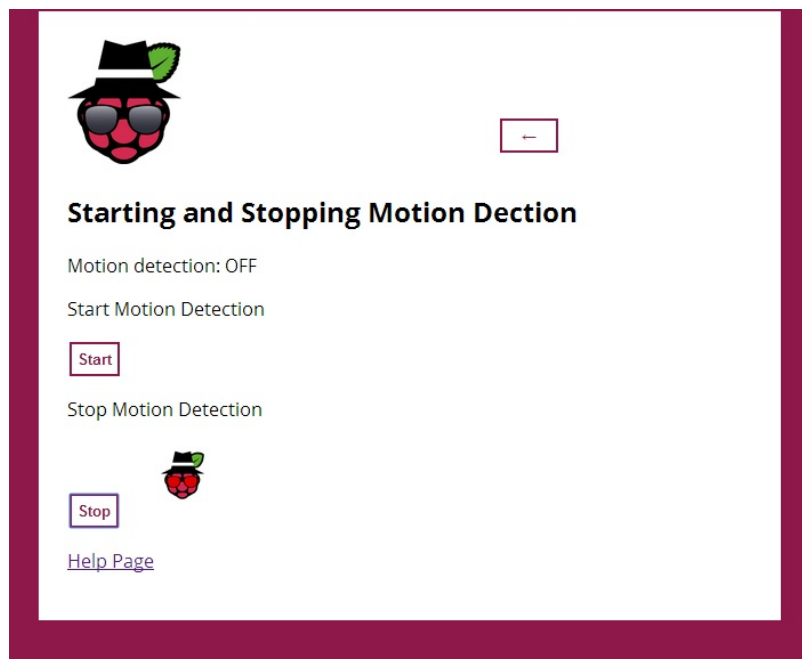 ←
Starting and Stopping Motion Dection
Motion detection: OFF
Start Motion Detection
Start
Stop Motion Detection
Stop
Help Page